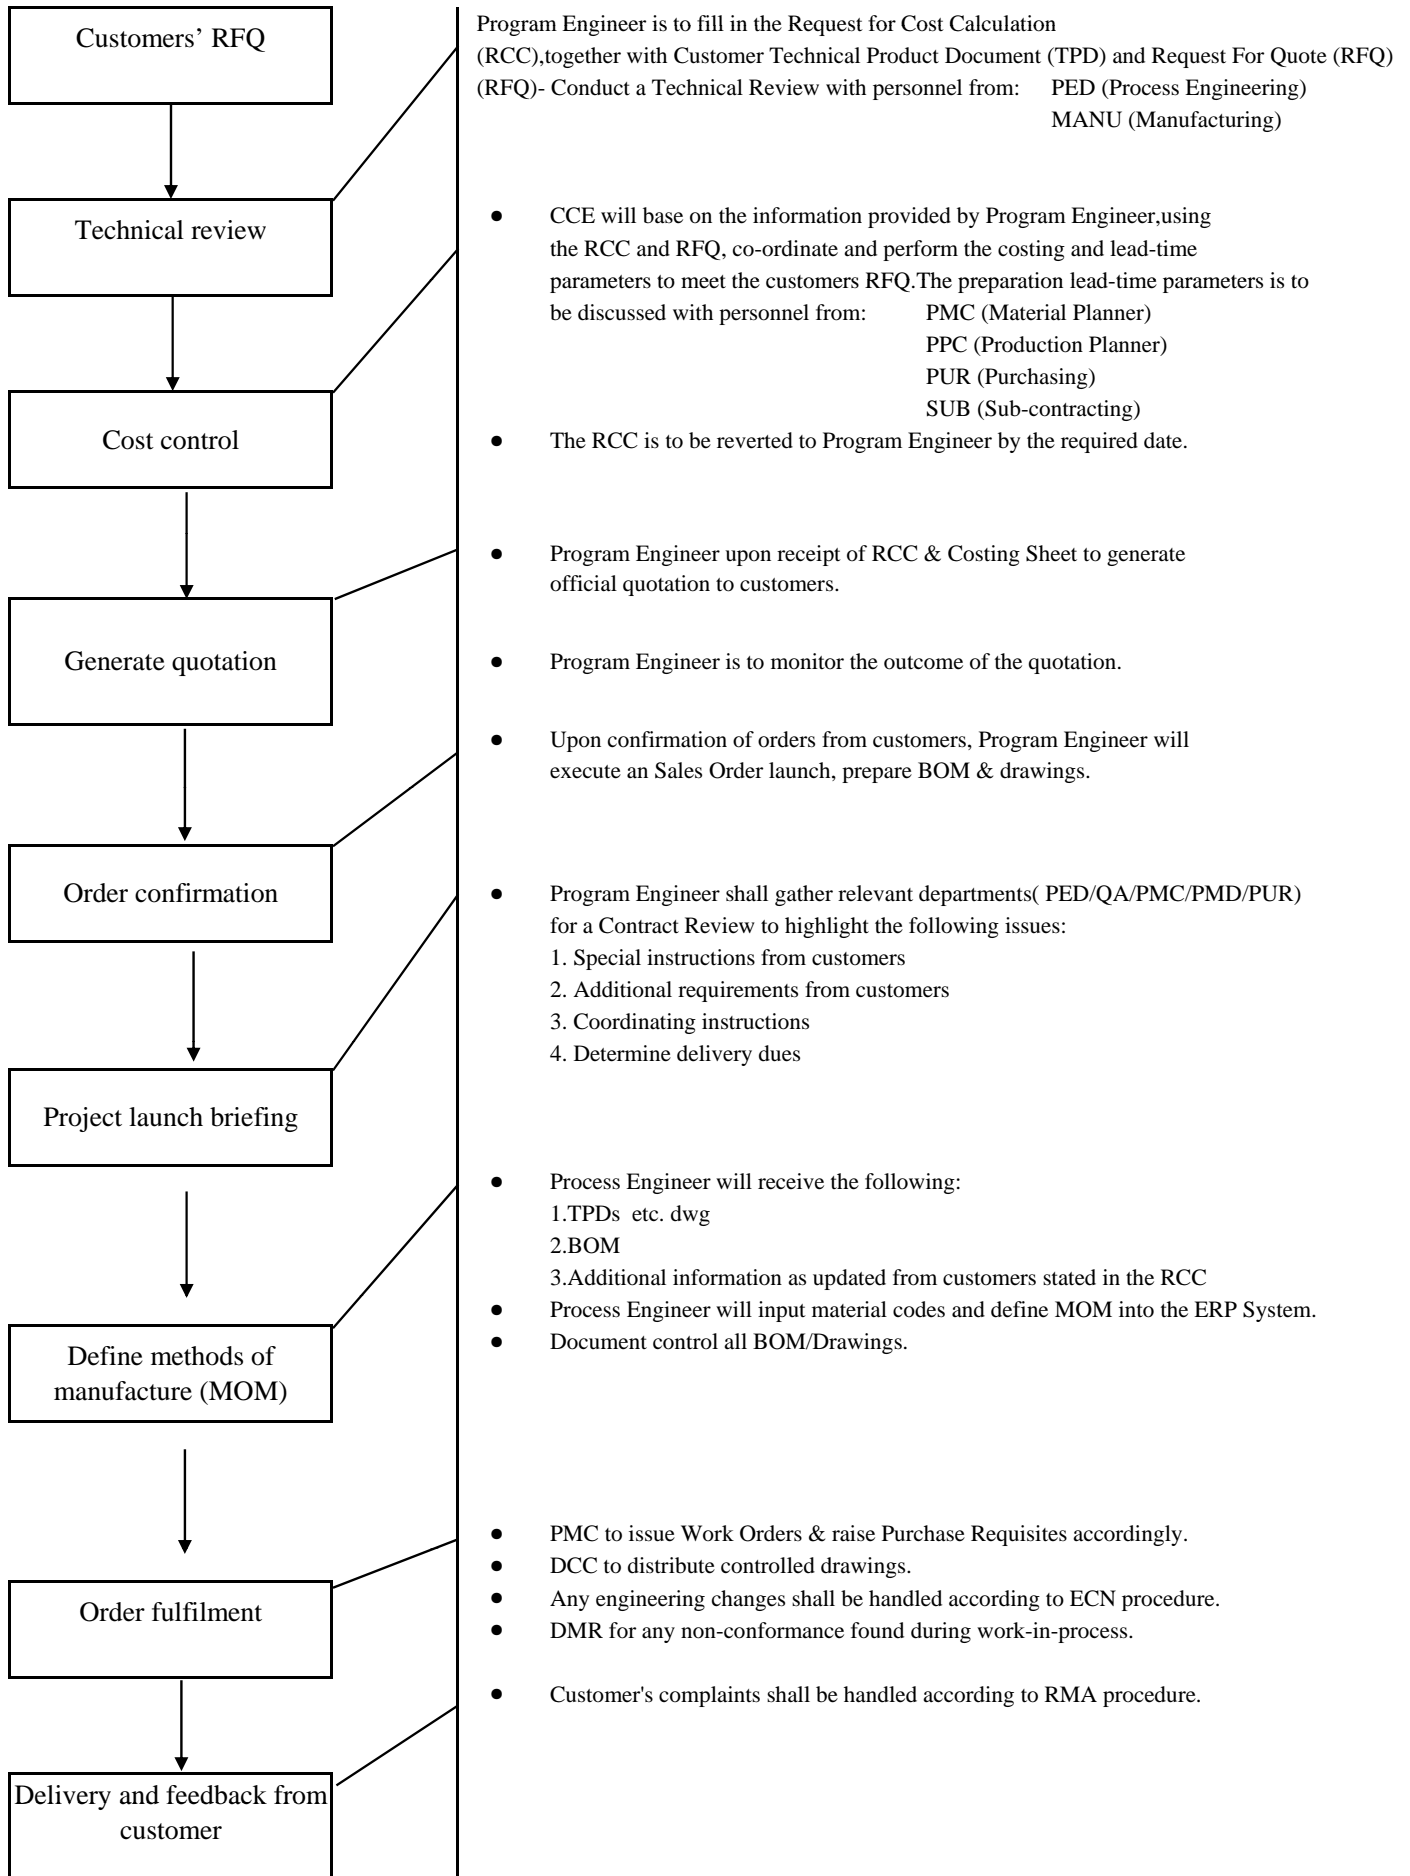 Customers’ RFQ
Technical review
Cost control
Generate quotation
Order confirmation
Project launch briefing
Define methods of
manufacture (MOM)
Order fulfilment
Delivery and feedback from
customer
Program Engineer is to fill in the Request for Cost Calculation
(RCC),together with Customer Technical Product Document (TPD) and Request For Quote (RFQ)
(RFQ)- Conduct a Technical Review with personnel from: PED (Process Engineering)
MANU (Manufacturing)
● CCE will base on the information provided by Program Engineer,using
the RCC and RFQ, co-ordinate and perform the costing and lead-time
parameters to meet the customers RFQ.The preparation lead-time parameters is to
be discussed with personnel from: PMC (Material Planner)
PPC (Production Planner)
PUR (Purchasing)
SUB (Sub-contracting)
● The RCC is to be reverted to Program Engineer by the required date.
● Program Engineer upon receipt of RCC & Costing Sheet to generate
official quotation to customers.
● Program Engineer is to monitor the outcome of the quotation.
● Upon confirmation of orders from customers, Program Engineer will
execute an Sales Order launch, prepare BOM & drawings.
● Program Engineer shall gather relevant departments( PED/QA/PMC/PMD/PUR)
for a Contract Review to highlight the following issues:
1. Special instructions from customers
2. Additional requirements from customers
3. Coordinating instructions
4. Determine delivery dues
● Process Engineer will receive the following:
1.TPDs etc. dwg
2.BOM
3.Additional information as updated from customers stated in the RCC
● Process Engineer will input material codes and define MOM into the ERP System.
● Document control all BOM/Drawings.
● PMC to issue Work Orders & raise Purchase Requisites accordingly.
● DCC to distribute controlled drawings.
● Any engineering changes shall be handled according to ECN procedure.
● DMR for any non-conformance found during work-in-process.
● Customer's complaints shall be handled according to RMA procedure.